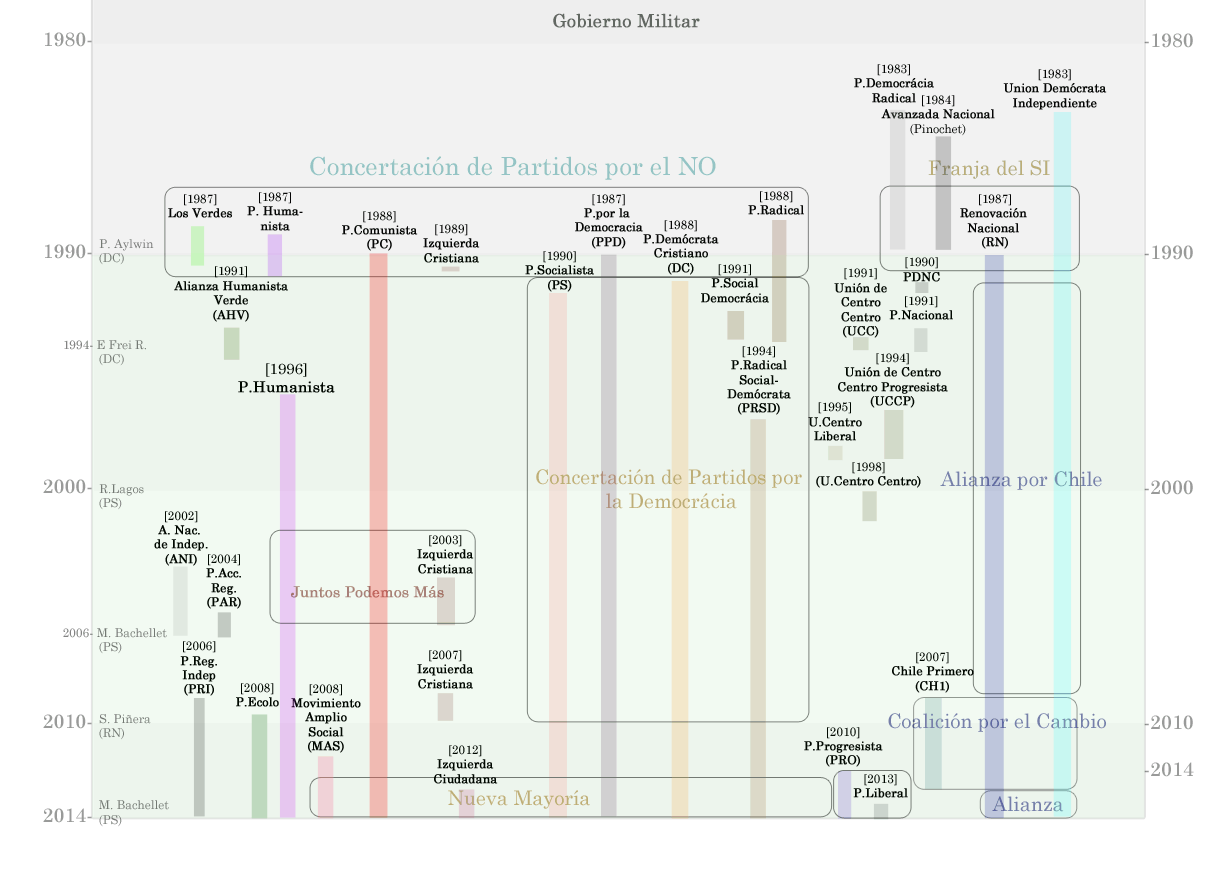 Gobierno Militar
1980
1980
[1983]
P.Democrácia
Radical
[1984]
Avanzada Nacional
(Pinochet)
[1983]
Union Demócrata
Independiente
Concertación de Partidos por el NO
Franja del SI
[1987]
Los Verdes
[1987]
P. Huma-
nista
[1988]
P.Comunista
(PC)
[1989]
Izquierda
Cristiana
[1987]
P.por la
Democracia
(PPD)
[1988]
P.Demócrata
Cristiano
(DC)
[1988]
P.Radical
[1987]
Renovación
Nacional
(RN)
P. Aylwin
(DC)
1990
1990
[1990]
P.Socialista
(PS)
[1991]
P.Social
Democrácia
[1991]
Alianza Humanista
Verde
(AHV)
[1991]
Unión de
Centro
Centro
(UCC)
[1990]
PDNC
[1991]
P.Nacional
1994
E Frei R.
(DC)
[1996]
P.Humanista
[1994]
P.Radical
Social-
Demócrata
(PRSD)
[1994]
Unión de Centro
Centro Progresista
(UCCP)
[1995]
U.Centro
Liberal
[1998]
(U.Centro Centro)
Concertación de Partidos por
la Democrácia
Alianza por Chile
2000
2000
R.Lagos
(PS)
[2002]
A. Nac.
de Indep.
(ANI)
[2004]
P.Acc.
Reg.
(PAR)
[2003]
Izquierda
Cristiana
Juntos Podemos Más
2006
M. Bachellet
(PS)
[2006]
P.Reg.
Indep
(PRI)
[2008]
P.Ecolo
[2008]
Movimiento
Amplio
Social
(MAS)
[2007]
Izquierda
Cristiana
[2007]
Chile Primero
(CH1)
Coalición por el Cambio
2010
2010
S. Piñera
(RN)
[2012]
Izquierda
Ciudadana
[2010]
P.Progresista
(PRO)
[2013]
P.Liberal
2014
Nueva Mayoría
Alianza
M. Bachellet
(PS)
2014